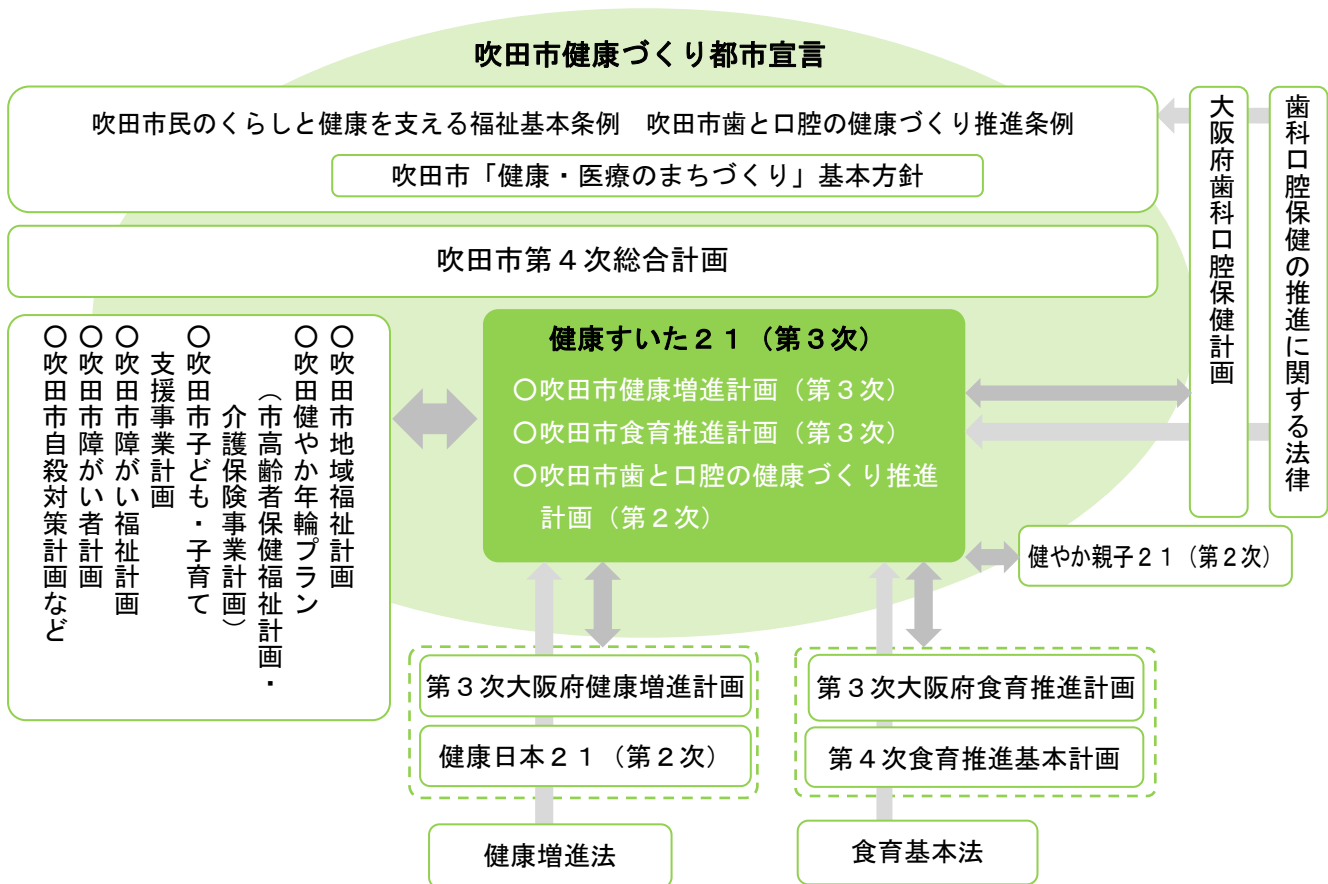 吹田市健康づくり都市宣言
吹田市民のくらしと健康を支える福祉基本条例　吹田市歯と口腔の健康づくり推進条例
吹田市「健康・医療のまちづくり」基本方針
吹田市第４次総合計画
歯科口腔保健の推進に関する法律
大阪府歯科口腔保健計画
健康すいた２１（第３次）
〇吹田市健康増進計画（第３次）
〇吹田市食育推進計画（第３次）
〇吹田市歯と口腔の健康づくり推進
計画（第２次）
〇吹田市地域福祉計画
〇吹田健やか年輪プラン
（市高齢者保健福祉計画・
介護保険事業計画）
〇吹田市子ども・子育て
支援事業計画
〇吹田市障がい福祉計画
〇吹田市障がい者計画
〇吹田市自殺対策計画など
健やか親子２１（第２次）
第３次大阪府健康増進計画
健康日本２１（第２次）
健康増進法
第３次大阪府食育推進計画
第４次食育推進基本計画
食育基本法